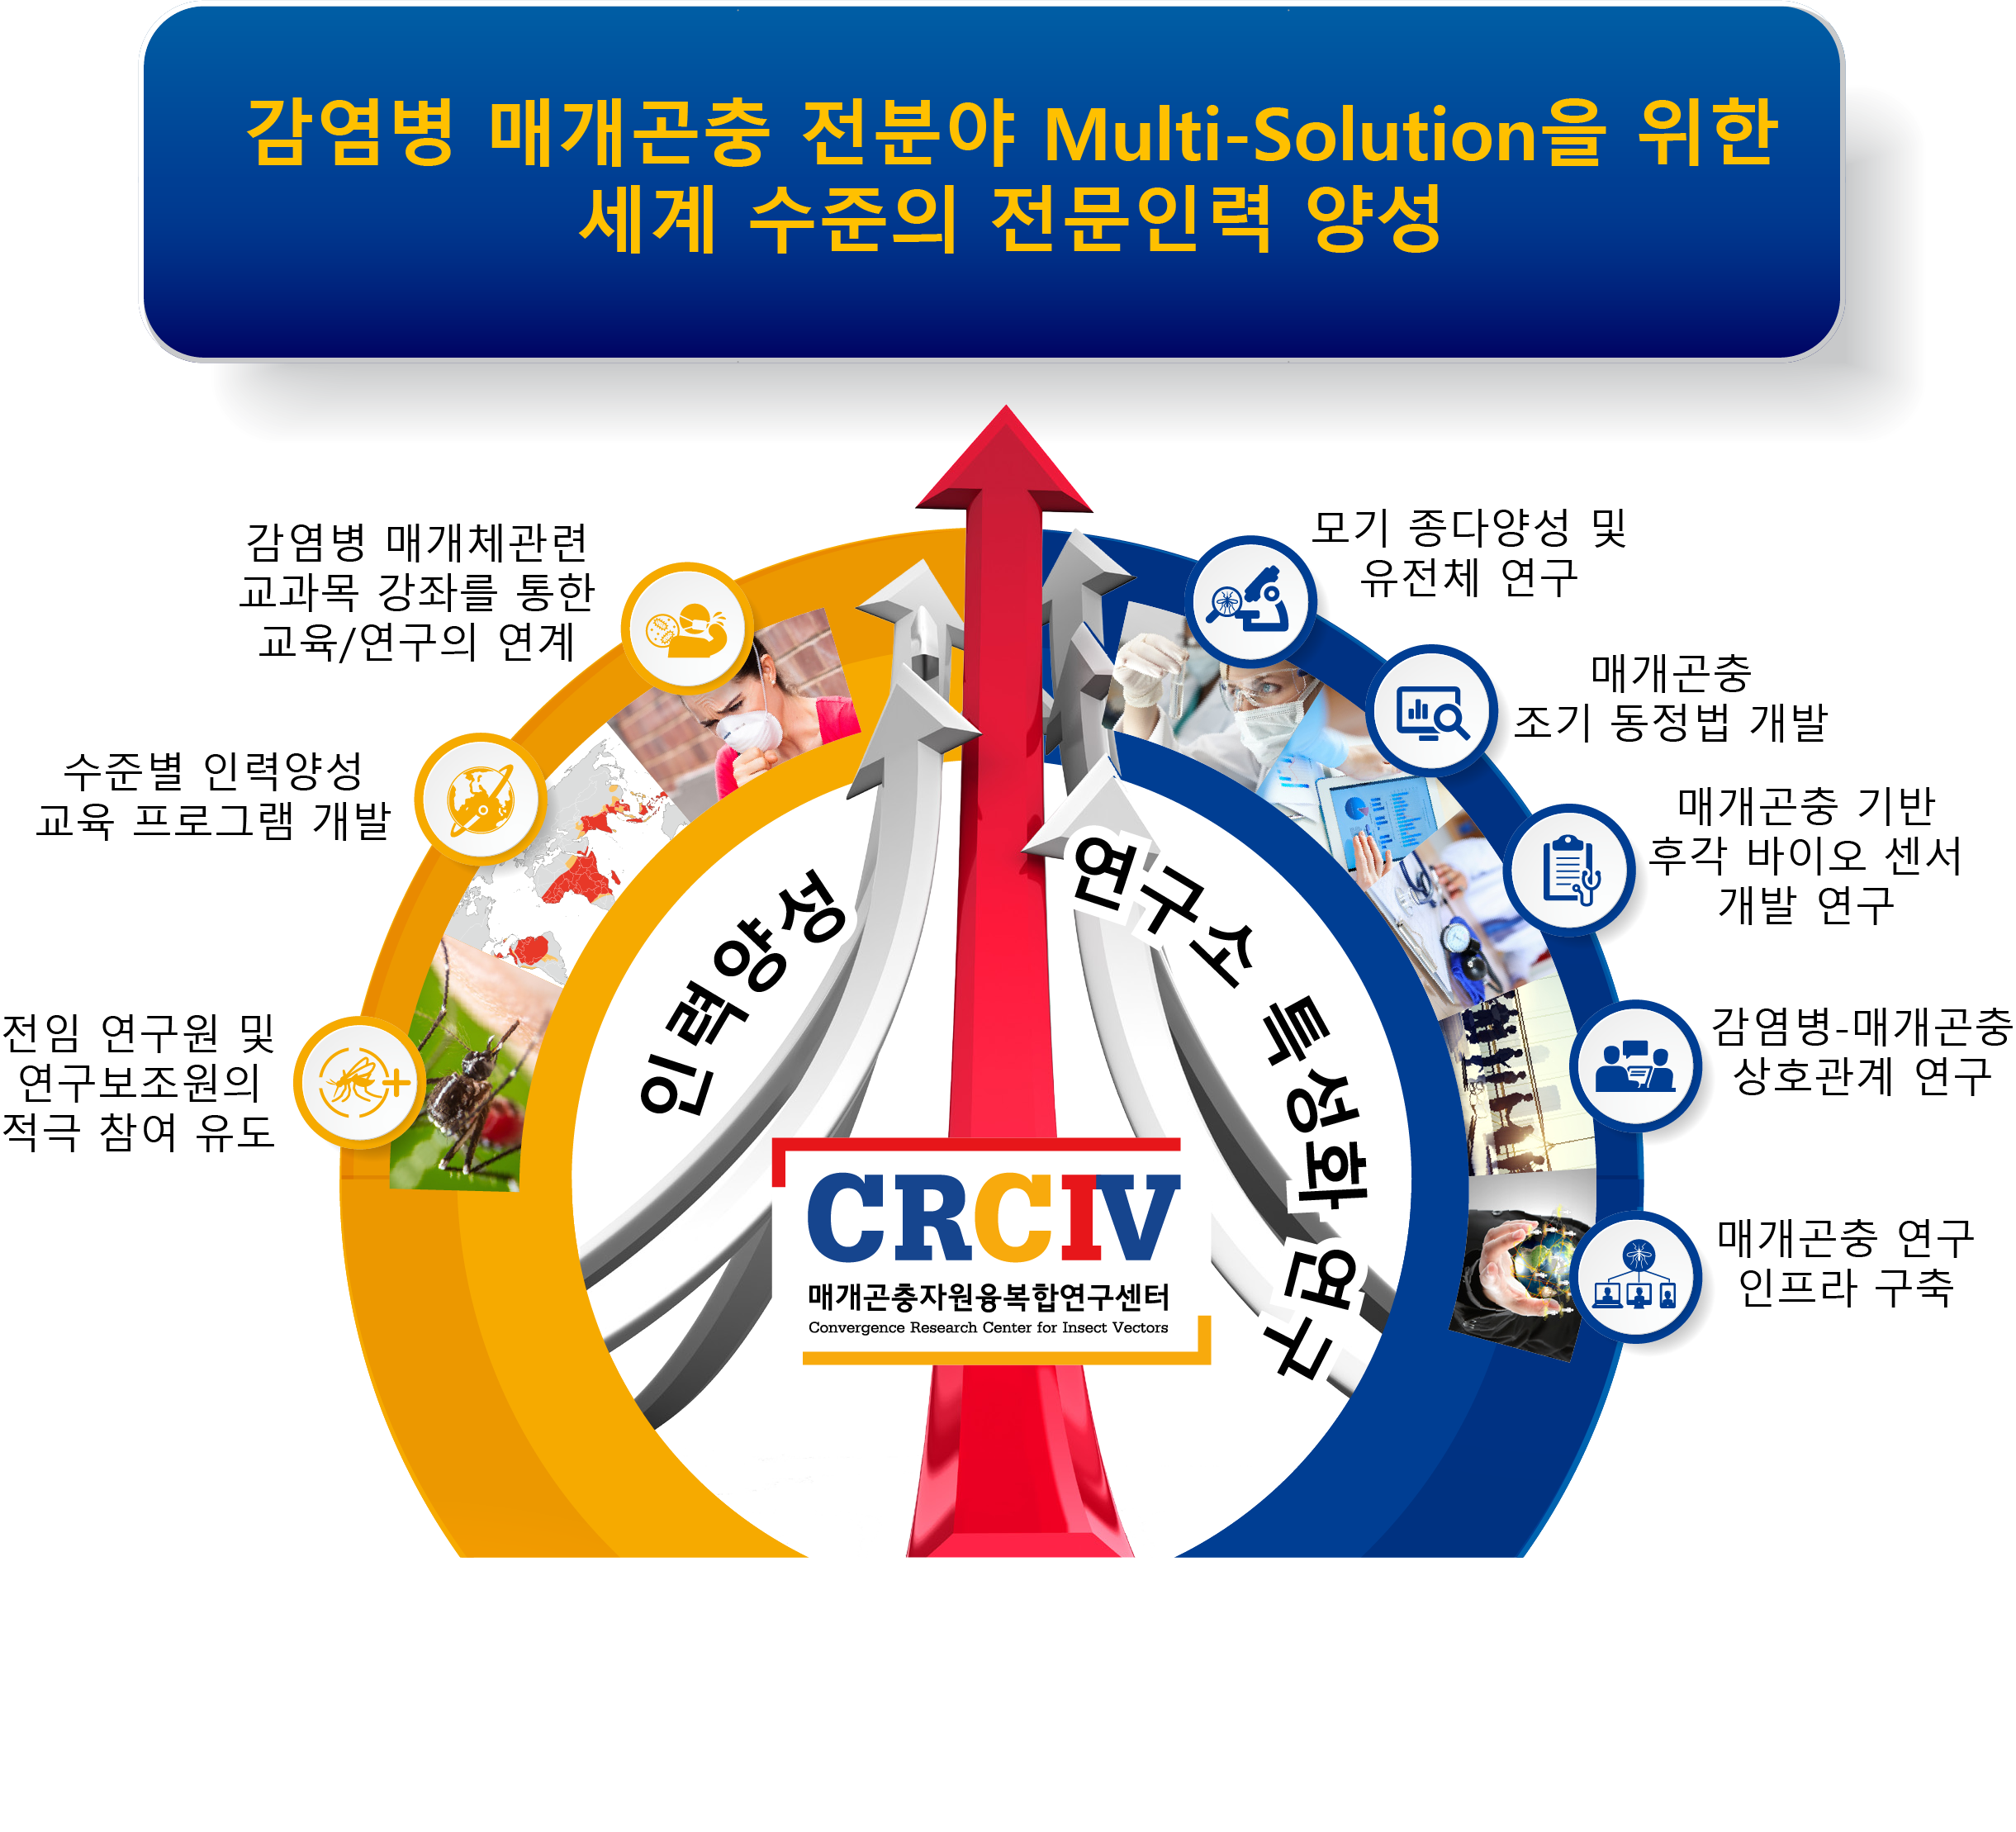 감염병 매개곤충 전분야 Multi-Solution을 위한
세계 수준의 전문인력 양성
감염병 매개체관련
교과목 강좌를 통한
교육/연구의 연계
수준별 인력양성
교육 프로그램 개발
전임 연구원 및
연구보조원의
적극 참여 유도
인력양성
연구소 특성화 연구
모기 종다양성 및
유전체 연구
매개곤충
조기 동정법 개발
매개곤충 기반
후각 바이오 센서
개발 연구
감염병-매개곤충
상호관계 연구
매개곤충 연구
인프라 구축
CRCIV
매개곤충자원융복합연구센터
Convergence Research Center for Insect Vectors